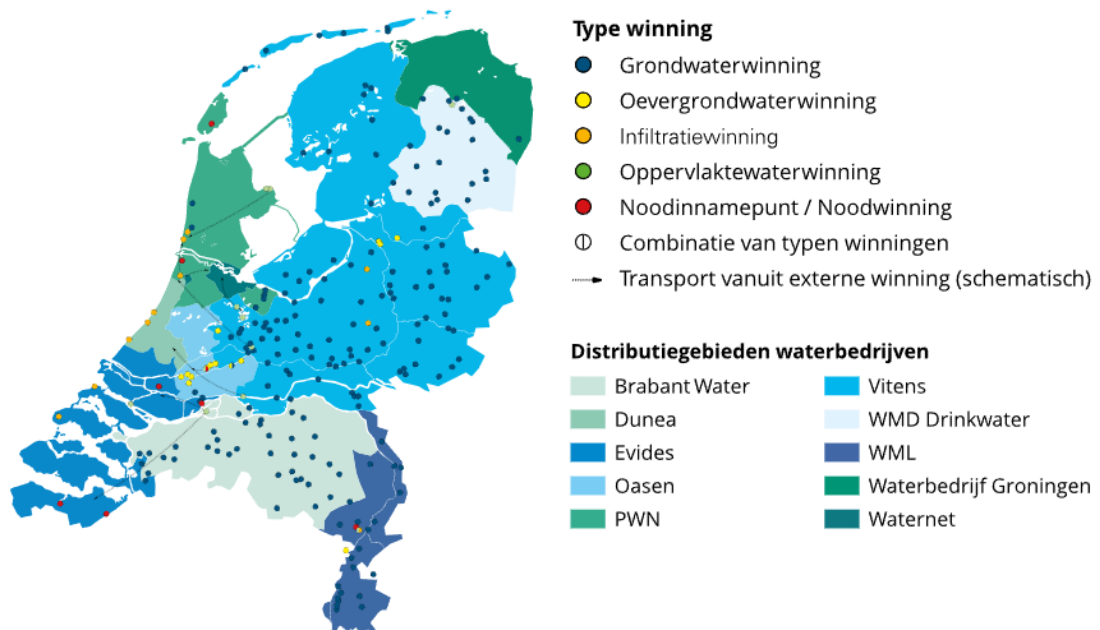 Type winning
Grondwaterwinning
Oevergrondwaterwinning
Infiltratiewinning
Oppervlaktewaterwinning
Noodinnamepunt / Noodwinning
Combinatie van typen winningen
Transport vanuit externe winning (schematisch)
Distributiegebieden waterbedrijven
Brabant Water
Dunea
Evides
Oasen
PWN
Vitens
WMD Drinkwater
WML
Waterbedrijf Groningen
Waternet